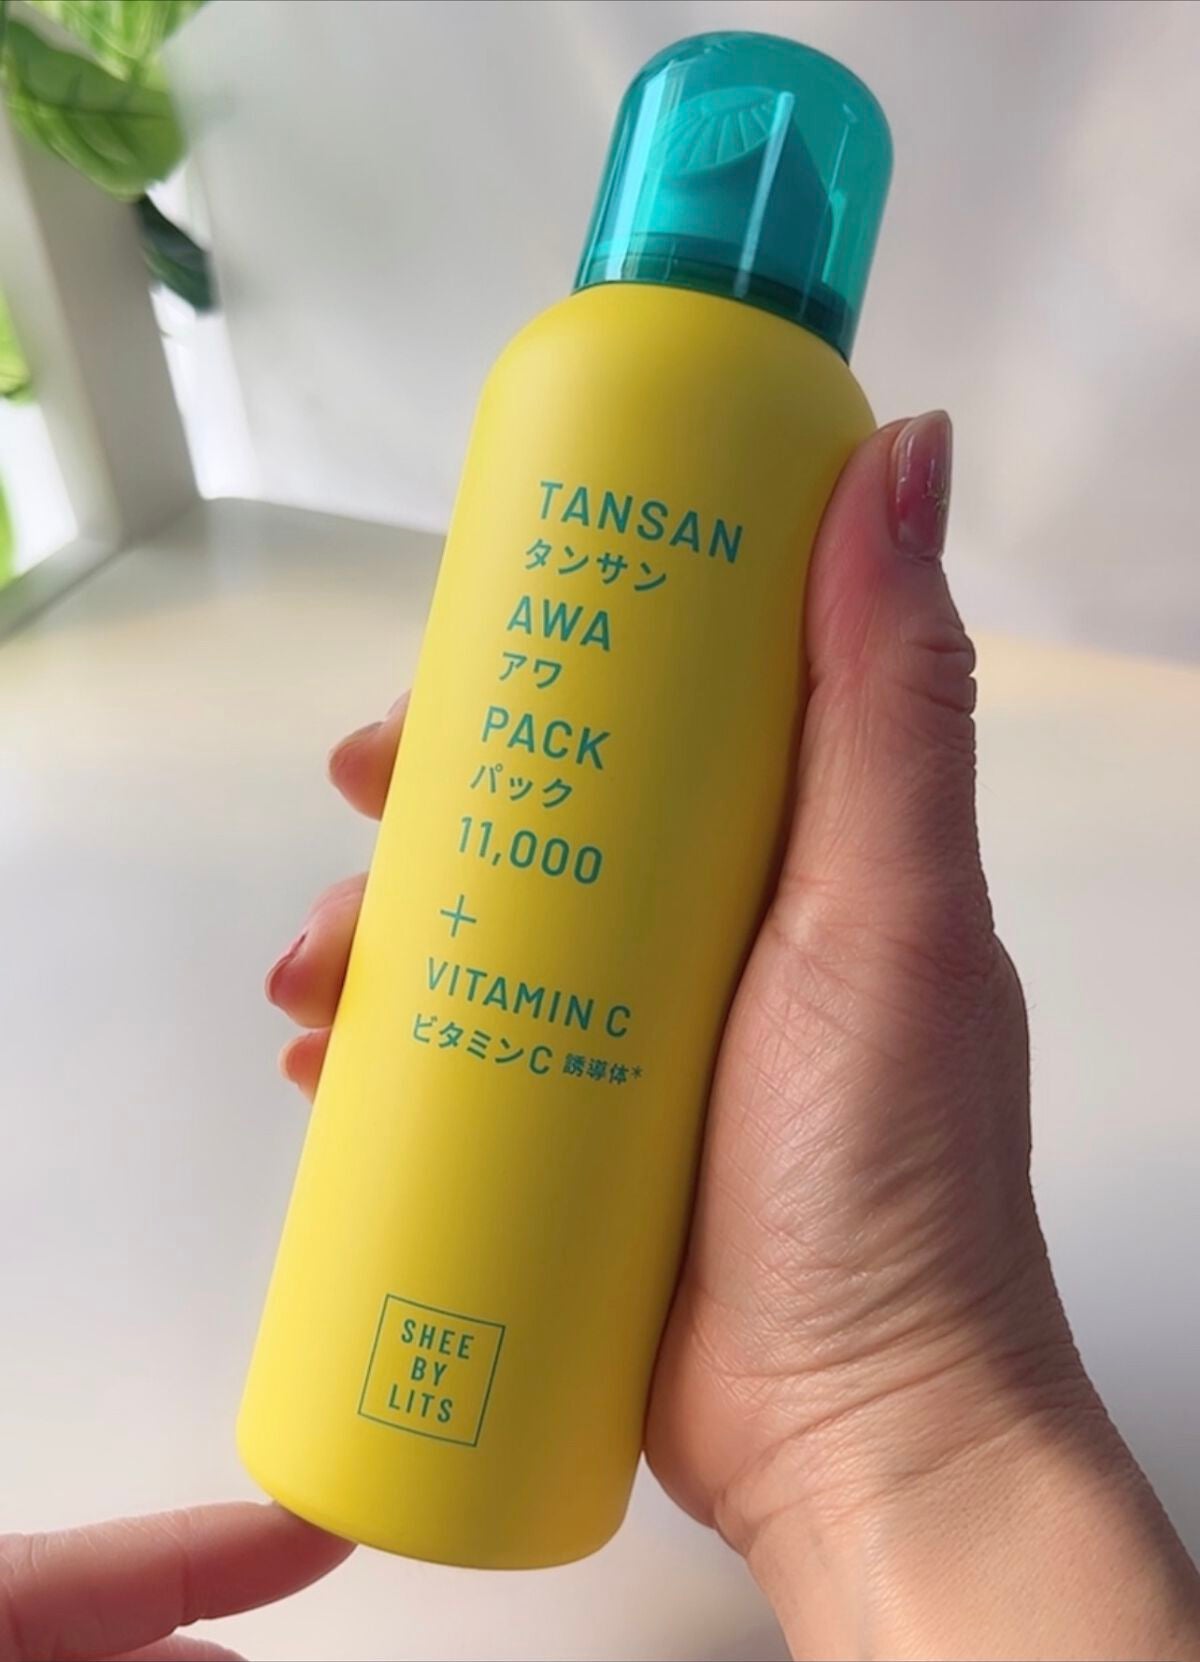 TANSAN
タンサン
AWA
アワ
PACK
パック
11,000
+
VITAMIN C
ビタミンC 誘導体*
SHEE
BY
LITS